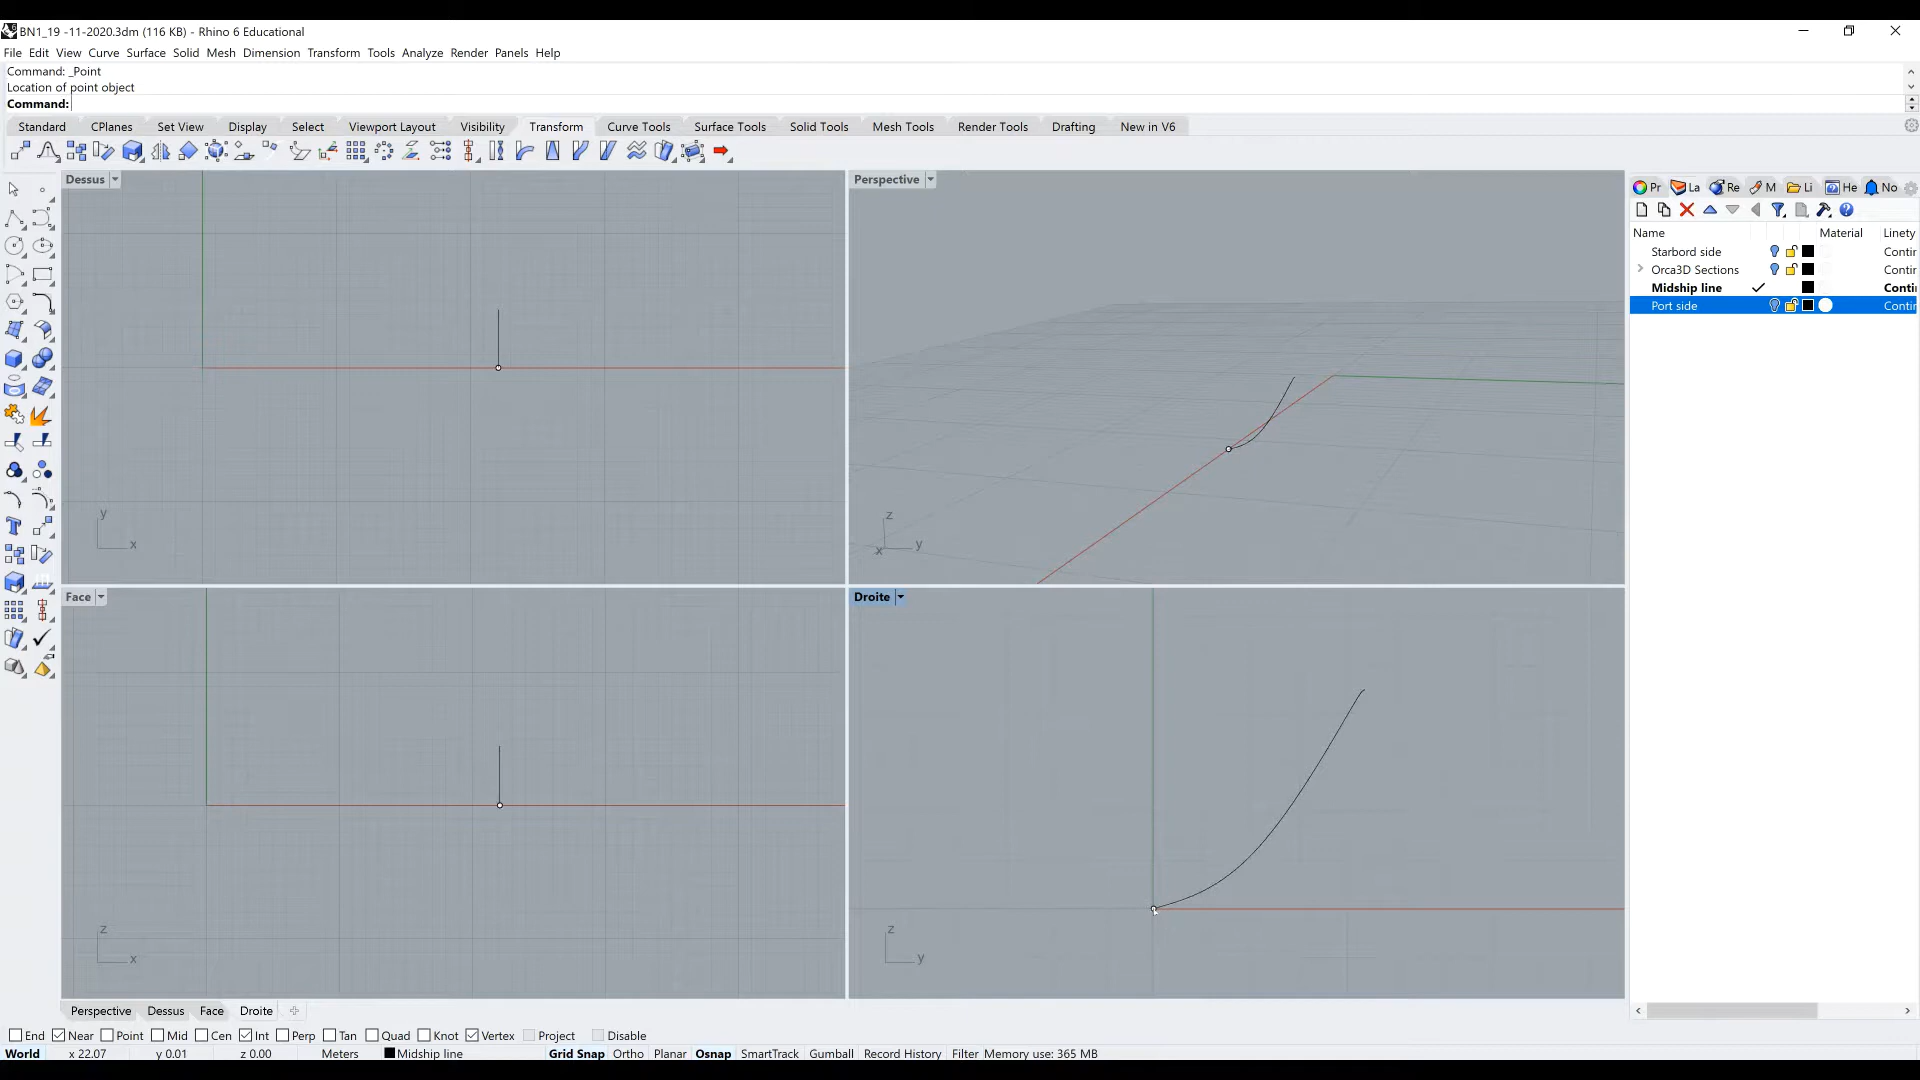 BN1_19 -11-2020.3dm (116 KB) - Rhino 6 Educational
File Edit View Curve Surface Solid Mesh Dimension Transform Tools Analyze Render Panels Help
Command: _Point
Location of point object
Command:
Standard CPlanes Set View Display Select Viewport Layout Visibility Transform Curve Tools Surface Tools Solid Tools Mesh Tools Render Tools Drafting New in V6
Dessus
Perspective
Pr La Re M Li He No
Name Material Linety
Starbord side Contir
Orca3D Sections Contir
Midship line Conti
Port side Contir
y
x
z
x y
Face
Droite
z
x
z
y
Perspective Dessus Face Droite
End Near Point Mid Cen Int Perp Tan Quad Knot Vertex Project Disable
World x 22.07 y 0.01 z 0.00 Meters Midship line Grid Snap Ortho Planar Osnap SmartTrack Gumball Record History Filter Memory use: 365 MB